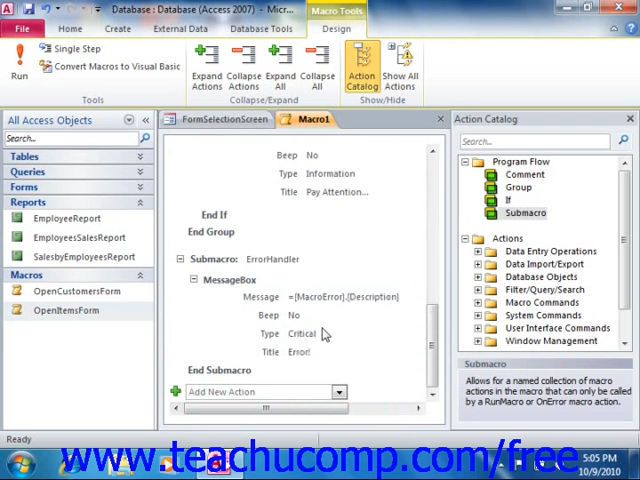 Database : Database (Access 2007) - Micr...
Macro Tools
File
Home
Create
External Data
Database Tools
Design
Run
Single Step
Convert Macros to Visual Basic
Tools
Expand Actions
Collapse Actions
Expand All
Collapse All
Collapse/Expand
Action Catalog
Show All Actions
Show/Hide
All Access Objects
Search...
Tables
Queries
Forms
Reports
EmployeeReport
EmployeesSalesReport
SalesbyEmployeeReport
Macros
OpenCustomersForm
OpenItemsForm
FormSelectionScreen
Macro1
Beep No
Type Information
Title Pay Attention...
End If
End Group
Submacro: ErrorHandler
MessageBox
Message =[MacroError].[Description]
Beep No
Type Critical
Title Error!
End Submacro
Add New Action
Action Catalog
Search...
Program Flow
Comment
Group
If
Submacro
Actions
Data Entry Operations
Data Import/Export
Database Objects
Filter/Query/Search
Macro Commands
System Commands
User Interface Commands
Window Management
Submacro
Allows for a named collection of macro
actions in the macro that can only be called
by a RunMacro or OnError macro action.
Ready
www.teachucomp.com/free
5:05 PM
10/9/2010